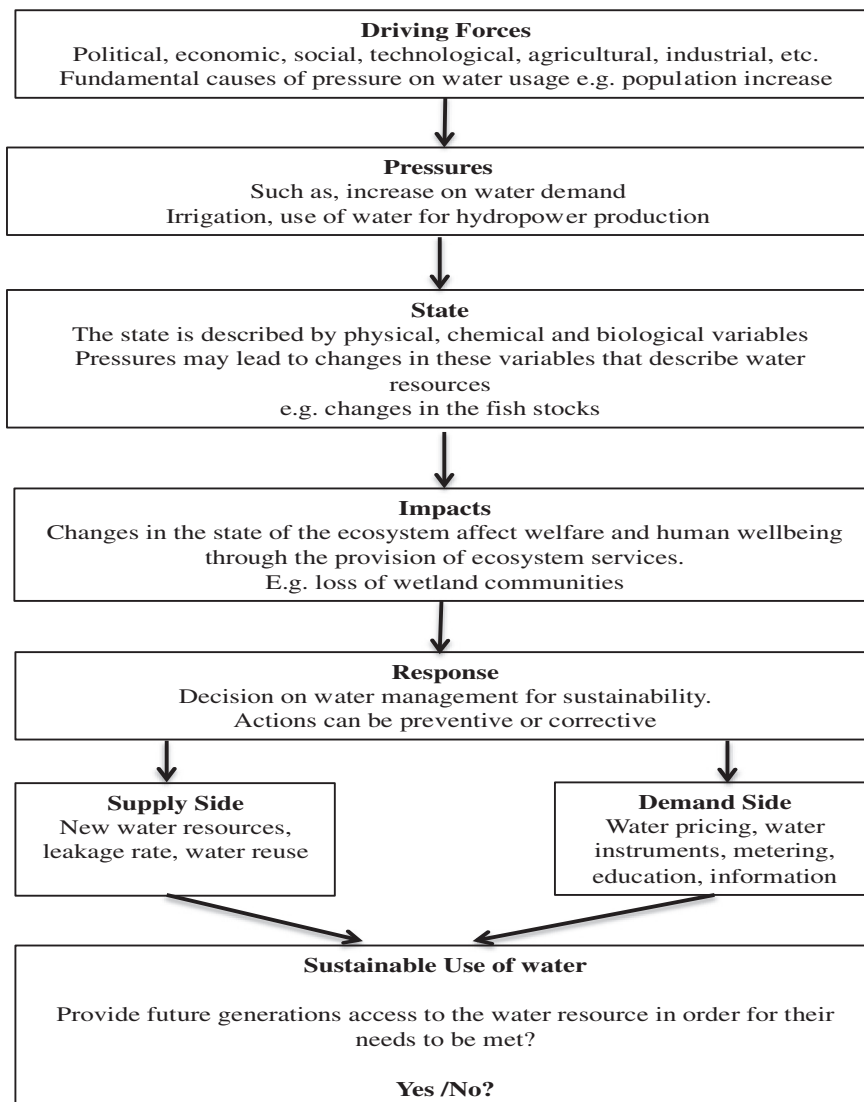 Driving Forces
Political, economic, social, technological, agricultural, industrial, etc.
Fundamental causes of pressure on water usage e.g. population increase
Pressures
Such as, increase on water demand
Irrigation, use of water for hydropower production
State
The state is described by physical, chemical and biological variables
Pressures may lead to changes in these variables that describe water
resources
e.g. changes in the fish stocks
Impacts
Changes in the state of the ecosystem affect welfare and human wellbeing
through the provision of ecosystem services.
E.g. loss of wetland communities
Response
Decision on water management for sustainability.
Actions can be preventive or corrective
Supply Side
New water resources,
leakage rate, water reuse
Demand Side
Water pricing, water
instruments, metering,
education, information
Sustainable Use of water
Provide future generations access to the water resource in order for their
needs to be met?
Yes /No?